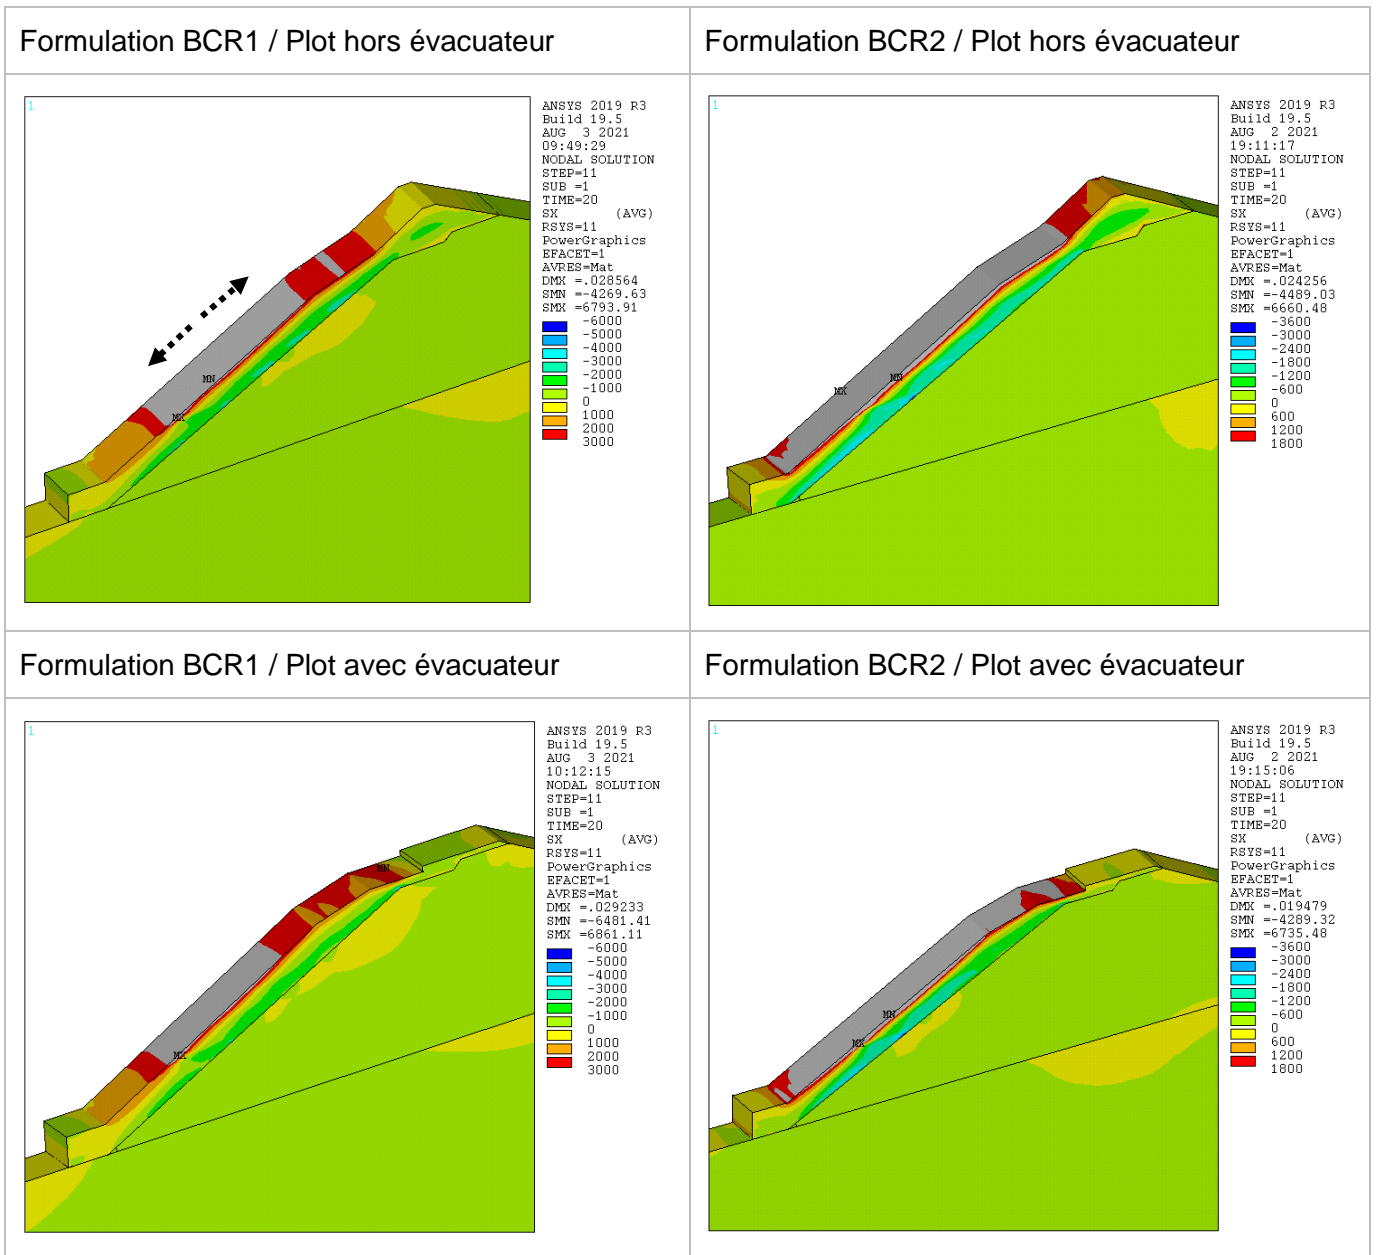 Formulation BCR1 / Plot hors évacuateur
Formulation BCR2 / Plot hors évacuateur
1
ANSYS 2019 R3
Build 19.5
AUG  3 2021
09:49:29
NODAL SOLUTION
STEP=11
SUB =1
TIME=20
SX       (AVG)
RSYS=11
PowerGraphics
EFACET=1
AVRES=Mat
DMX =.028564
SMN =-4269.63
SMX =6793.91
-6000
-5000
-4000
-3000
-2000
-1000
0
1000
2000
3000
MN
MX
1
ANSYS 2019 R3
Build 19.5
AUG  2 2021
19:11:17
NODAL SOLUTION
STEP=11
SUB =1
TIME=20
SX       (AVG)
RSYS=11
PowerGraphics
EFACET=1
AVRES=Mat
DMX =.024256
SMN =-4489.03
SMX =6660.48
-3600
-3000
-2400
-1800
-1200
-600
0
600
1200
1800
MN
MX
Formulation BCR1 / Plot avec évacuateur
Formulation BCR2 / Plot avec évacuateur
1
ANSYS 2019 R3
Build 19.5
AUG  3 2021
10:12:15
NODAL SOLUTION
STEP=11
SUB =1
TIME=20
SX       (AVG)
RSYS=11
PowerGraphics
EFACET=1
AVRES=Mat
DMX =.029233
SMN =-6481.41
SMX =6861.11
-6000
-5000
-4000
-3000
-2000
-1000
0
1000
2000
3000
MN
MX
1
ANSYS 2019 R3
Build 19.5
AUG  2 2021
19:15:06
NODAL SOLUTION
STEP=11
SUB =1
TIME=20
SX       (AVG)
RSYS=11
PowerGraphics
EFACET=1
AVRES=Mat
DMX =.019479
SMN =-4289.32
SMX =6735.48
-3600
-3000
-2400
-1800
-1200
-600
0
600
1200
1800
MN
MX